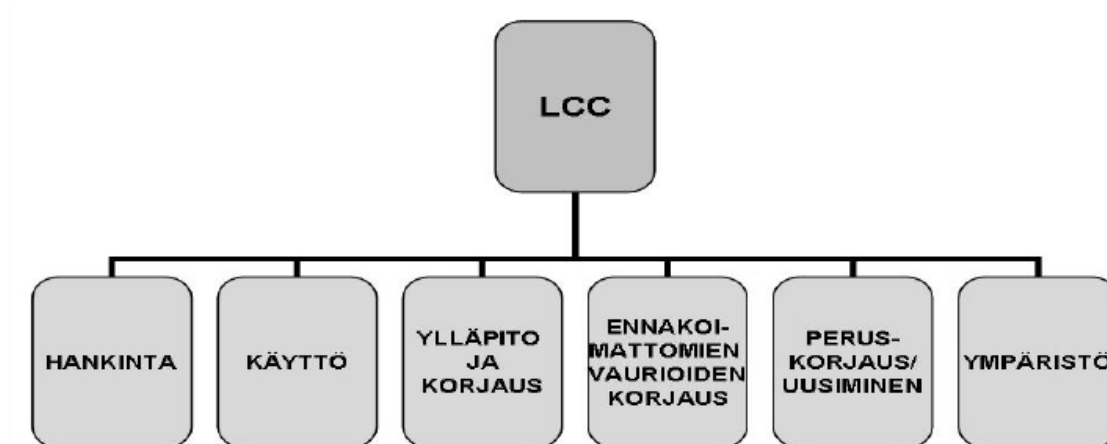 LCC
HANKINTA
KÄYTTÖ
YLLÄPITO
JA
KORJAUS
ENNAKOI-
MATTOMIEN
VAURIOIDEN
KORJAUS
PERUS-
KORJAUS/
UUSIMINEN
YMPÄRISTÖ